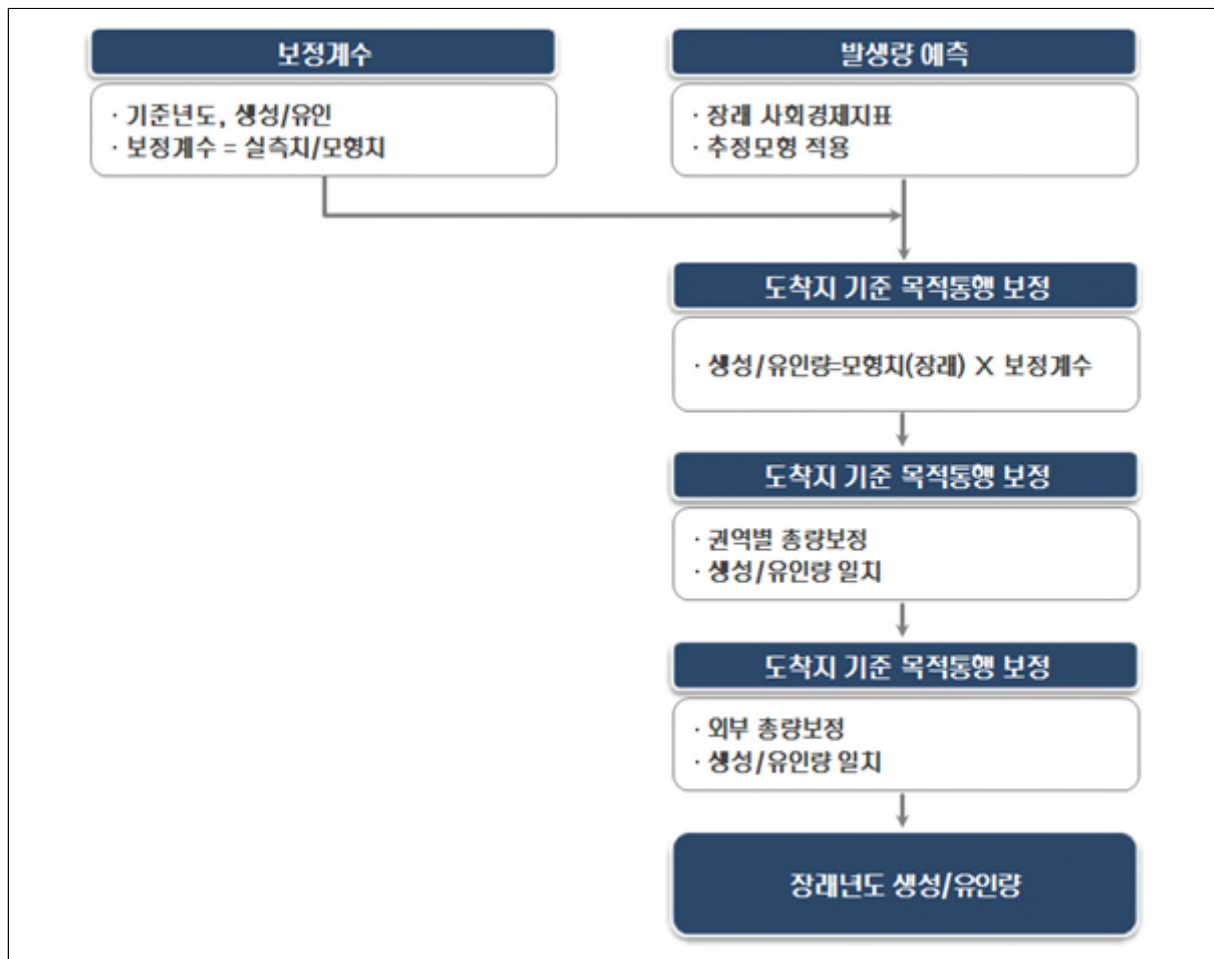 보정계수
· 기준년도, 생성/유인
· 보정계수 = 실측치/모형치
발생량 예측
· 장래 사회경제지표
· 추정모형 적용
도착지 기준 목적통행 보정
· 생성/유인량=모형치(장래) X 보정계수
도착지 기준 목적통행 보정
· 권역별 총량보정
· 생성/유인량 일치
도착지 기준 목적통행 보정
· 외부 총량보정
· 생성/유인량 일치
장래년도 생성/유인량